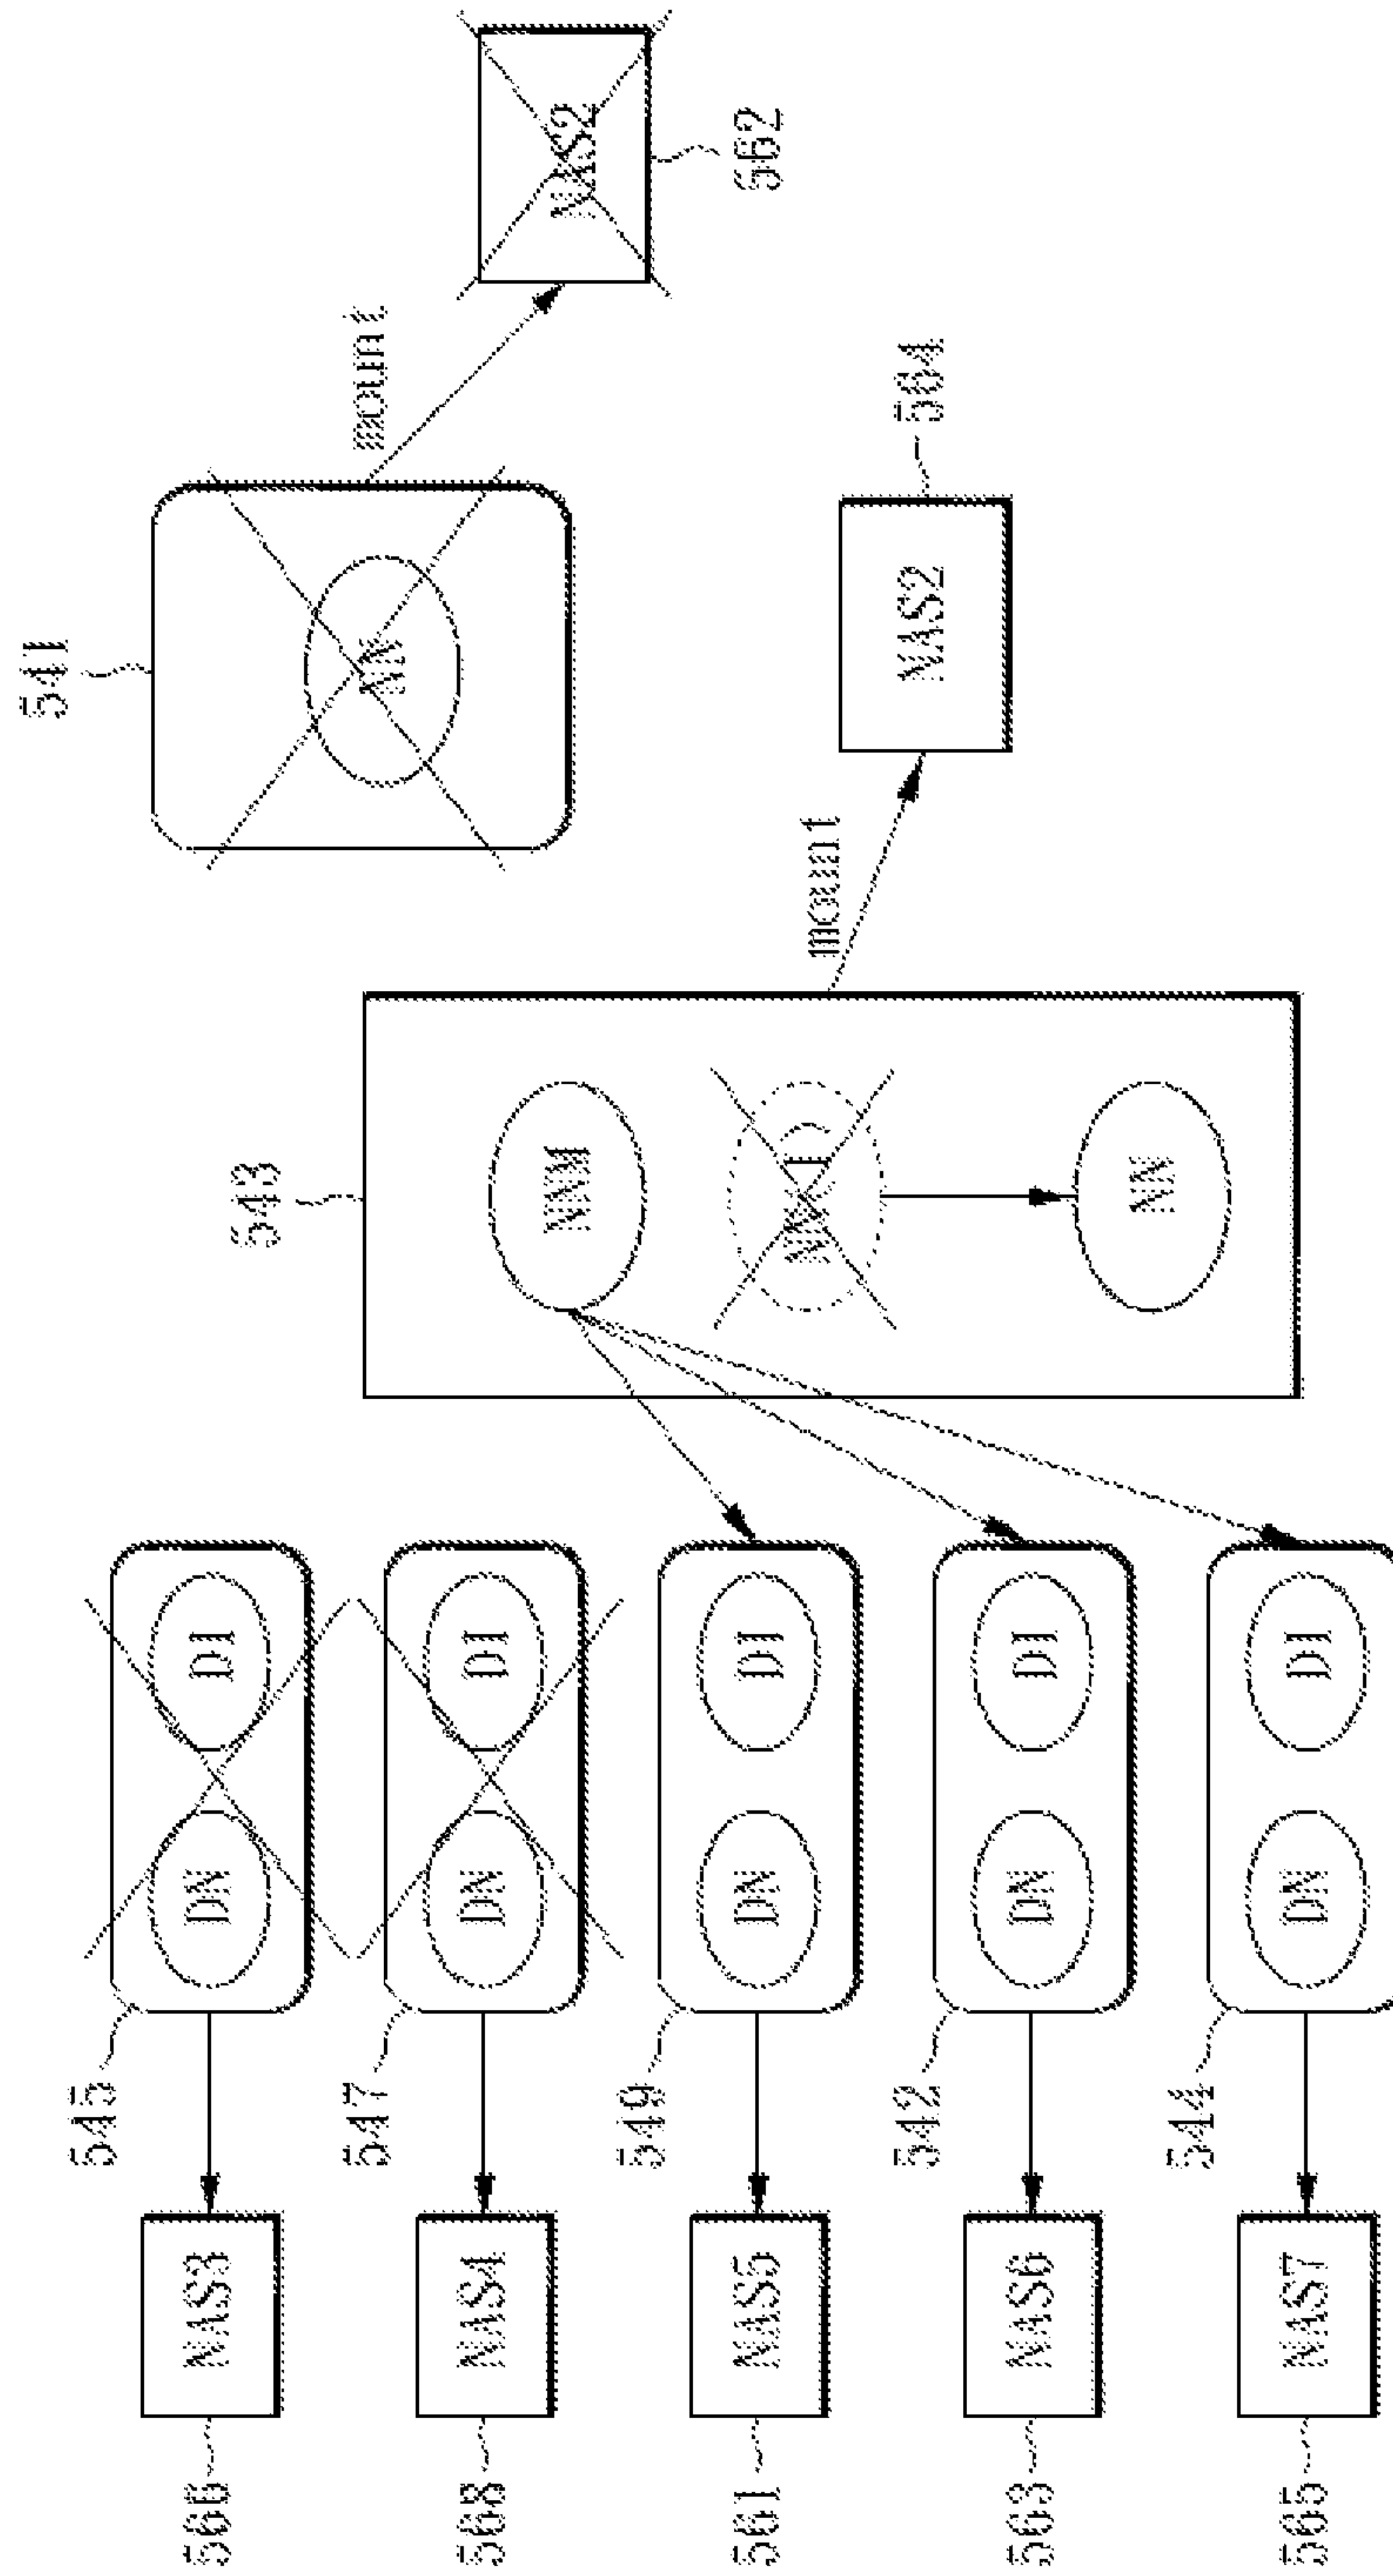 541
545
566 NAS3 DN DI
543
547
mount
NN
568 NAS4 DN DI
NNM
NAS2
549
562
561 NAS5 DN DI
mount
542
564
NAS2
563 NAS6 DN DI
NN
544
565 NAS7 DN DI